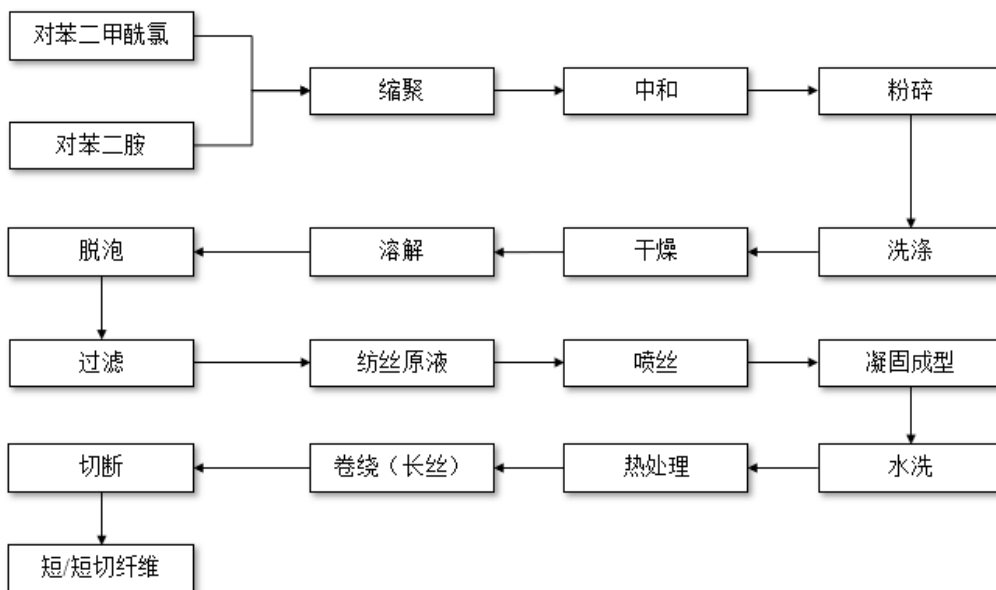 对苯二甲酰氯
对苯二胺
缩聚
中和
粉碎
脱泡
溶解
干燥
洗涤
过滤
纺丝原液
喷丝
凝固成型
切断
卷绕（长丝）
热处理
水洗
短/短切纤维